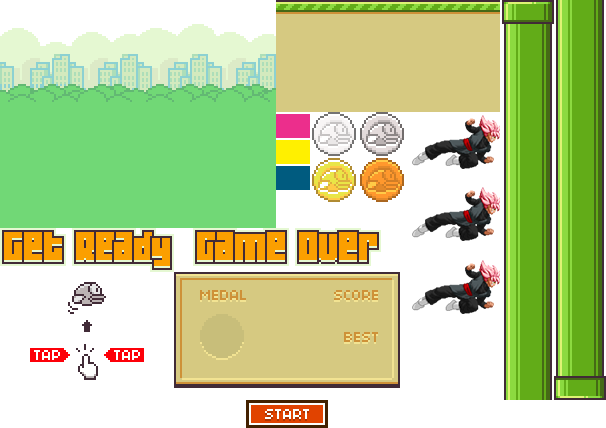 Get Ready
Game Over
MEDAL
SCORE
BEST
TAP
TAP
START